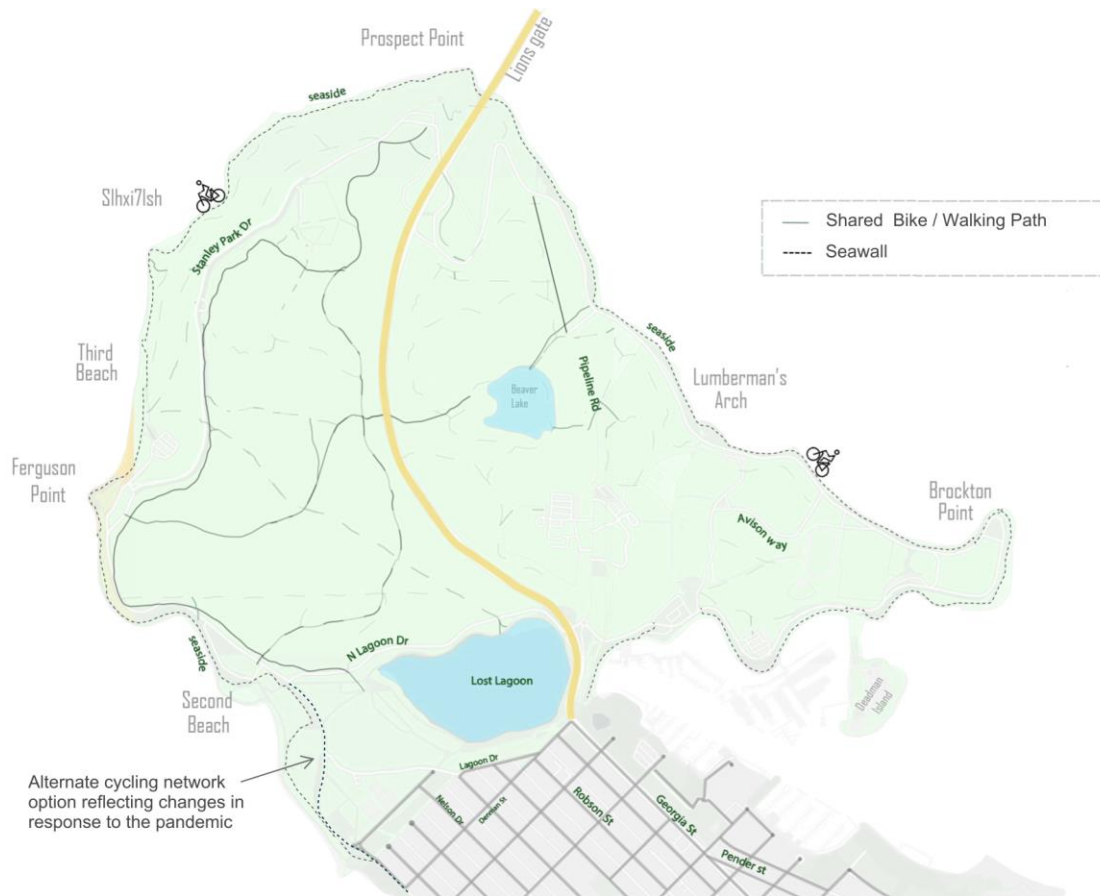 Prospect Point
Lions gate
seaside
Slhxi7lsh
Stanley Park Dr
Shared Bike / Walking Path
Seawall
seaside
Third
Beach
Pipeline Rd
Lumberman's
Arch
Beaver
Lake
Ferguson
Point
Brockton
Point
Avison way
seaside
N Lagoon Dr
Lost Lagoon
Second
Beach
Deadman
Island
Alternate cycling network
option reflecting changes in
response to the pandemic
Lagoon Dr
Nelson Dr
Denman St
Robson St
Georgia St
Pender st